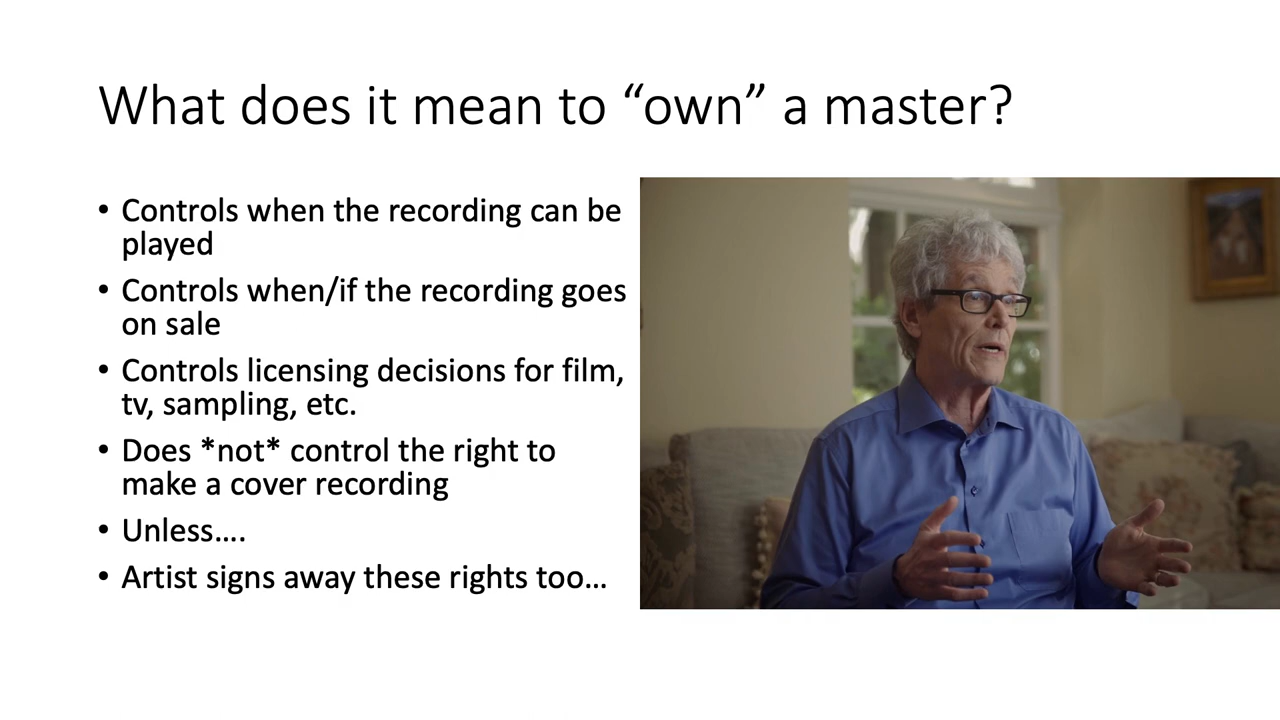 What does it mean to “own” a master?
• Controls when the recording can be
played
• Controls when/if the recording goes
on sale
• Controls licensing decisions for film,
tv, sampling, etc.
• Does *not* control the right to
make a cover recording
• Unless….
• Artist signs away these rights too…